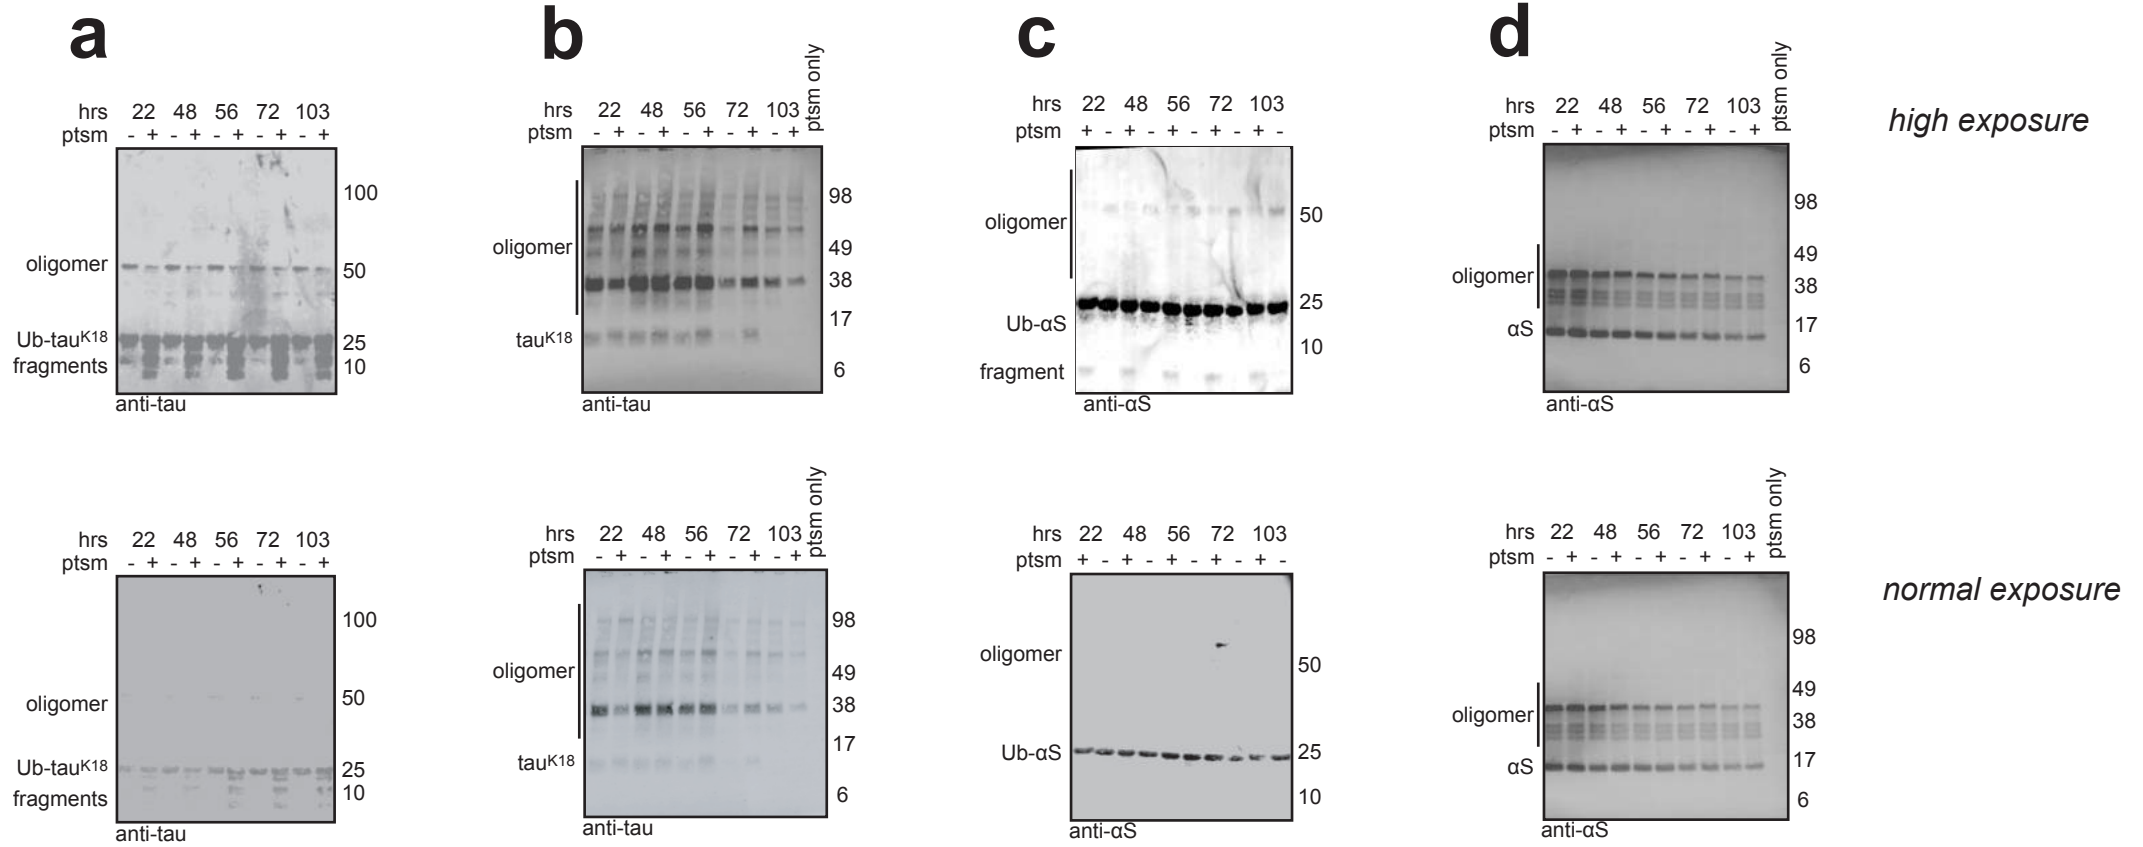 a
hrs 22 48 56 72 103
ptsm - + - + - + - + - +
100
oligomer
50
Ub-tauK18
25
fragments
10
anti-tau
b
ptsm only
hrs 22 48 56 72 103
ptsm - + - + - + - + - +
98
oligomer
49
38
17
tauK18
6
anti-tau
c
hrs 22 48 56 72 103
ptsm + - + - + - + - + -
oligomer
50
25
Ub-αS
10
fragment
anti-αS
d
ptsm only
hrs 22 48 56 72 103
ptsm - + - + - + - + - +
98
49
oligomer
38
17
αS
6
anti-αS
high exposure
hrs 22 48 56 72 103
ptsm - + - + - + - + - +
100
50
oligomer
Ub-tauK18
25
10
fragments
anti-tau
ptsm only
hrs 22 48 56 72 103
ptsm - + - + - + - + - +
98
oligomer
49
38
17
tauK18
6
anti-tau
hrs 22 48 56 72 103
ptsm + - + - + - + - + -
oligomer
50
Ub-αS
25
10
anti-αS
ptsm only
hrs 22 48 56 72 103
ptsm - + - + - + - + - +
98
49
oligomer
38
17
αS
6
anti-αS
normal exposure